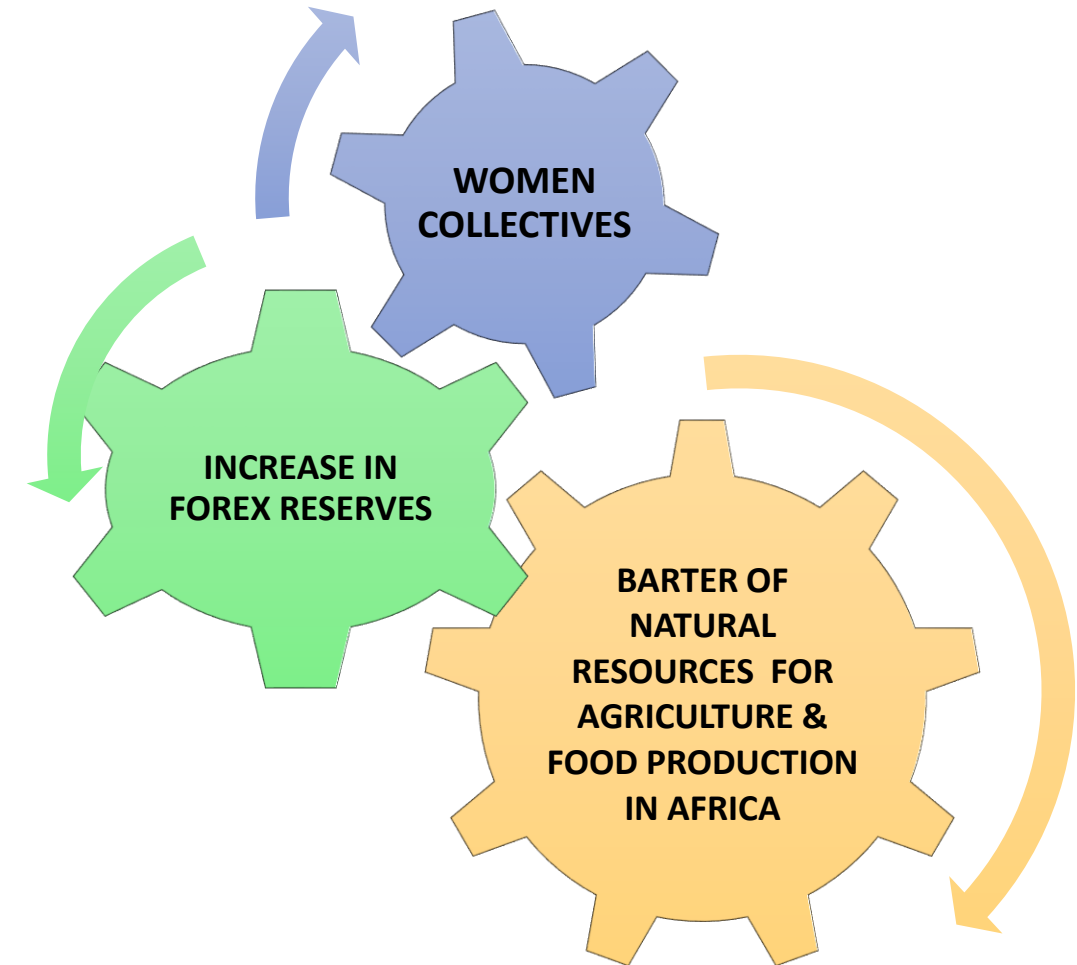 WOMEN
COLLECTIVES
INCREASE IN
FOREX RESERVES
BARTER OF
NATURAL
RESOURCES  FOR
AGRICULTURE &
FOOD PRODUCTION
IN AFRICA